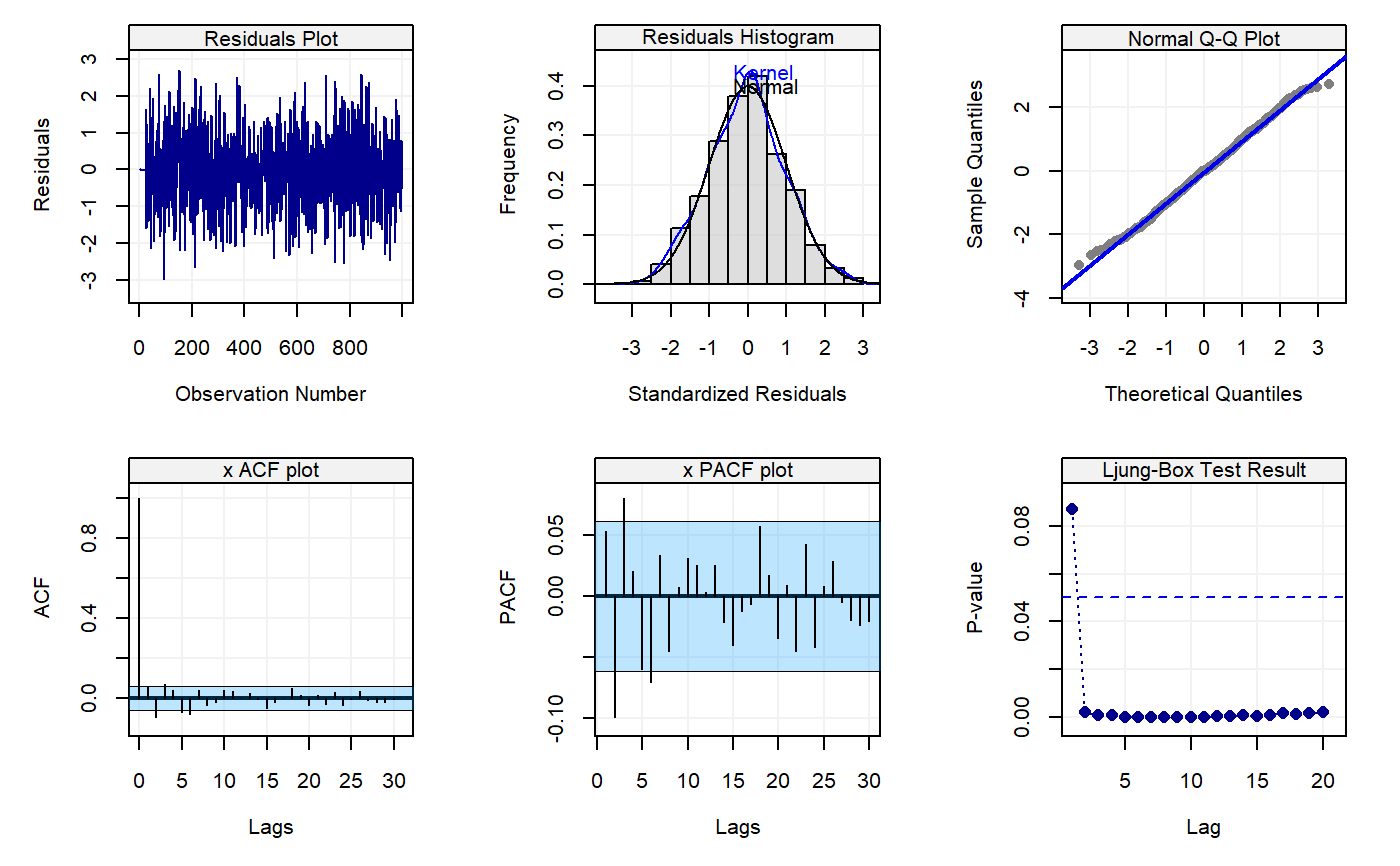 Residuals Plot
Residuals
3
2
1
0
-1
-2
-3
0 200 400 600 800
Observation Number
Residuals Histogram
Frequency
0.4
0.3
0.2
0.1
0.0
Kernel
Normal
-3 -2 -1 0 1 2 3
Standardized Residuals
Normal Q-Q Plot
Sample Quantiles
2
0
-2
-4
-3 -2 -1 0 1 2 3
Theoretical Quantiles
x ACF plot
ACF
0.8
0.4
0.0
0 5 10 15 20 25 30
Lags
x PACF plot
PACF
0.05
0.00
-0.10
0 5 10 15 20 25 30
Lags
Ljung-Box Test Result
P-value
0.08
0.04
0.00
5 10 15 20
Lag